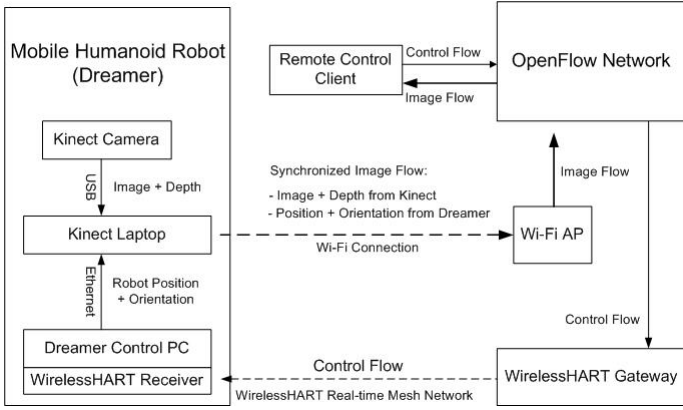 Mobile Humanoid Robot
(Dreamer)
Kinect Camera
USB
Image + Depth
Kinect Laptop
Ethernet
Robot Position
+ Orientation
Dreamer Control PC
WirelessHART Receiver
Remote Control
Client
Control Flow
Image Flow
OpenFlow Network
Synchronized Image Flow:
- Image + Depth from Kinect
- Position + Orientation from Dreamer
Wi-Fi Connection
Image Flow
Wi-Fi AP
Control Flow
Control Flow
WirelessHART Real-time Mesh Network
WirelessHART Gateway